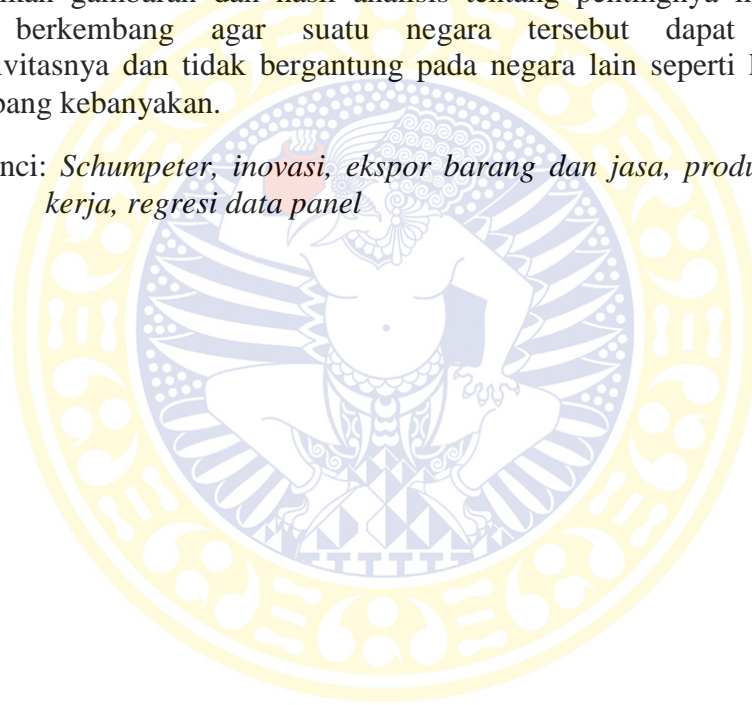 gambaran dan hasil analisis tentang pentingnya
berkembang agar suatu negara tersebut dapat
ivitasnya dan tidak bergantung pada negara lain seperti
bang kebanyakan.
nci: Schumpeter, inovasi, ekspor barang dan jasa, produ
kerja, regresi data panel